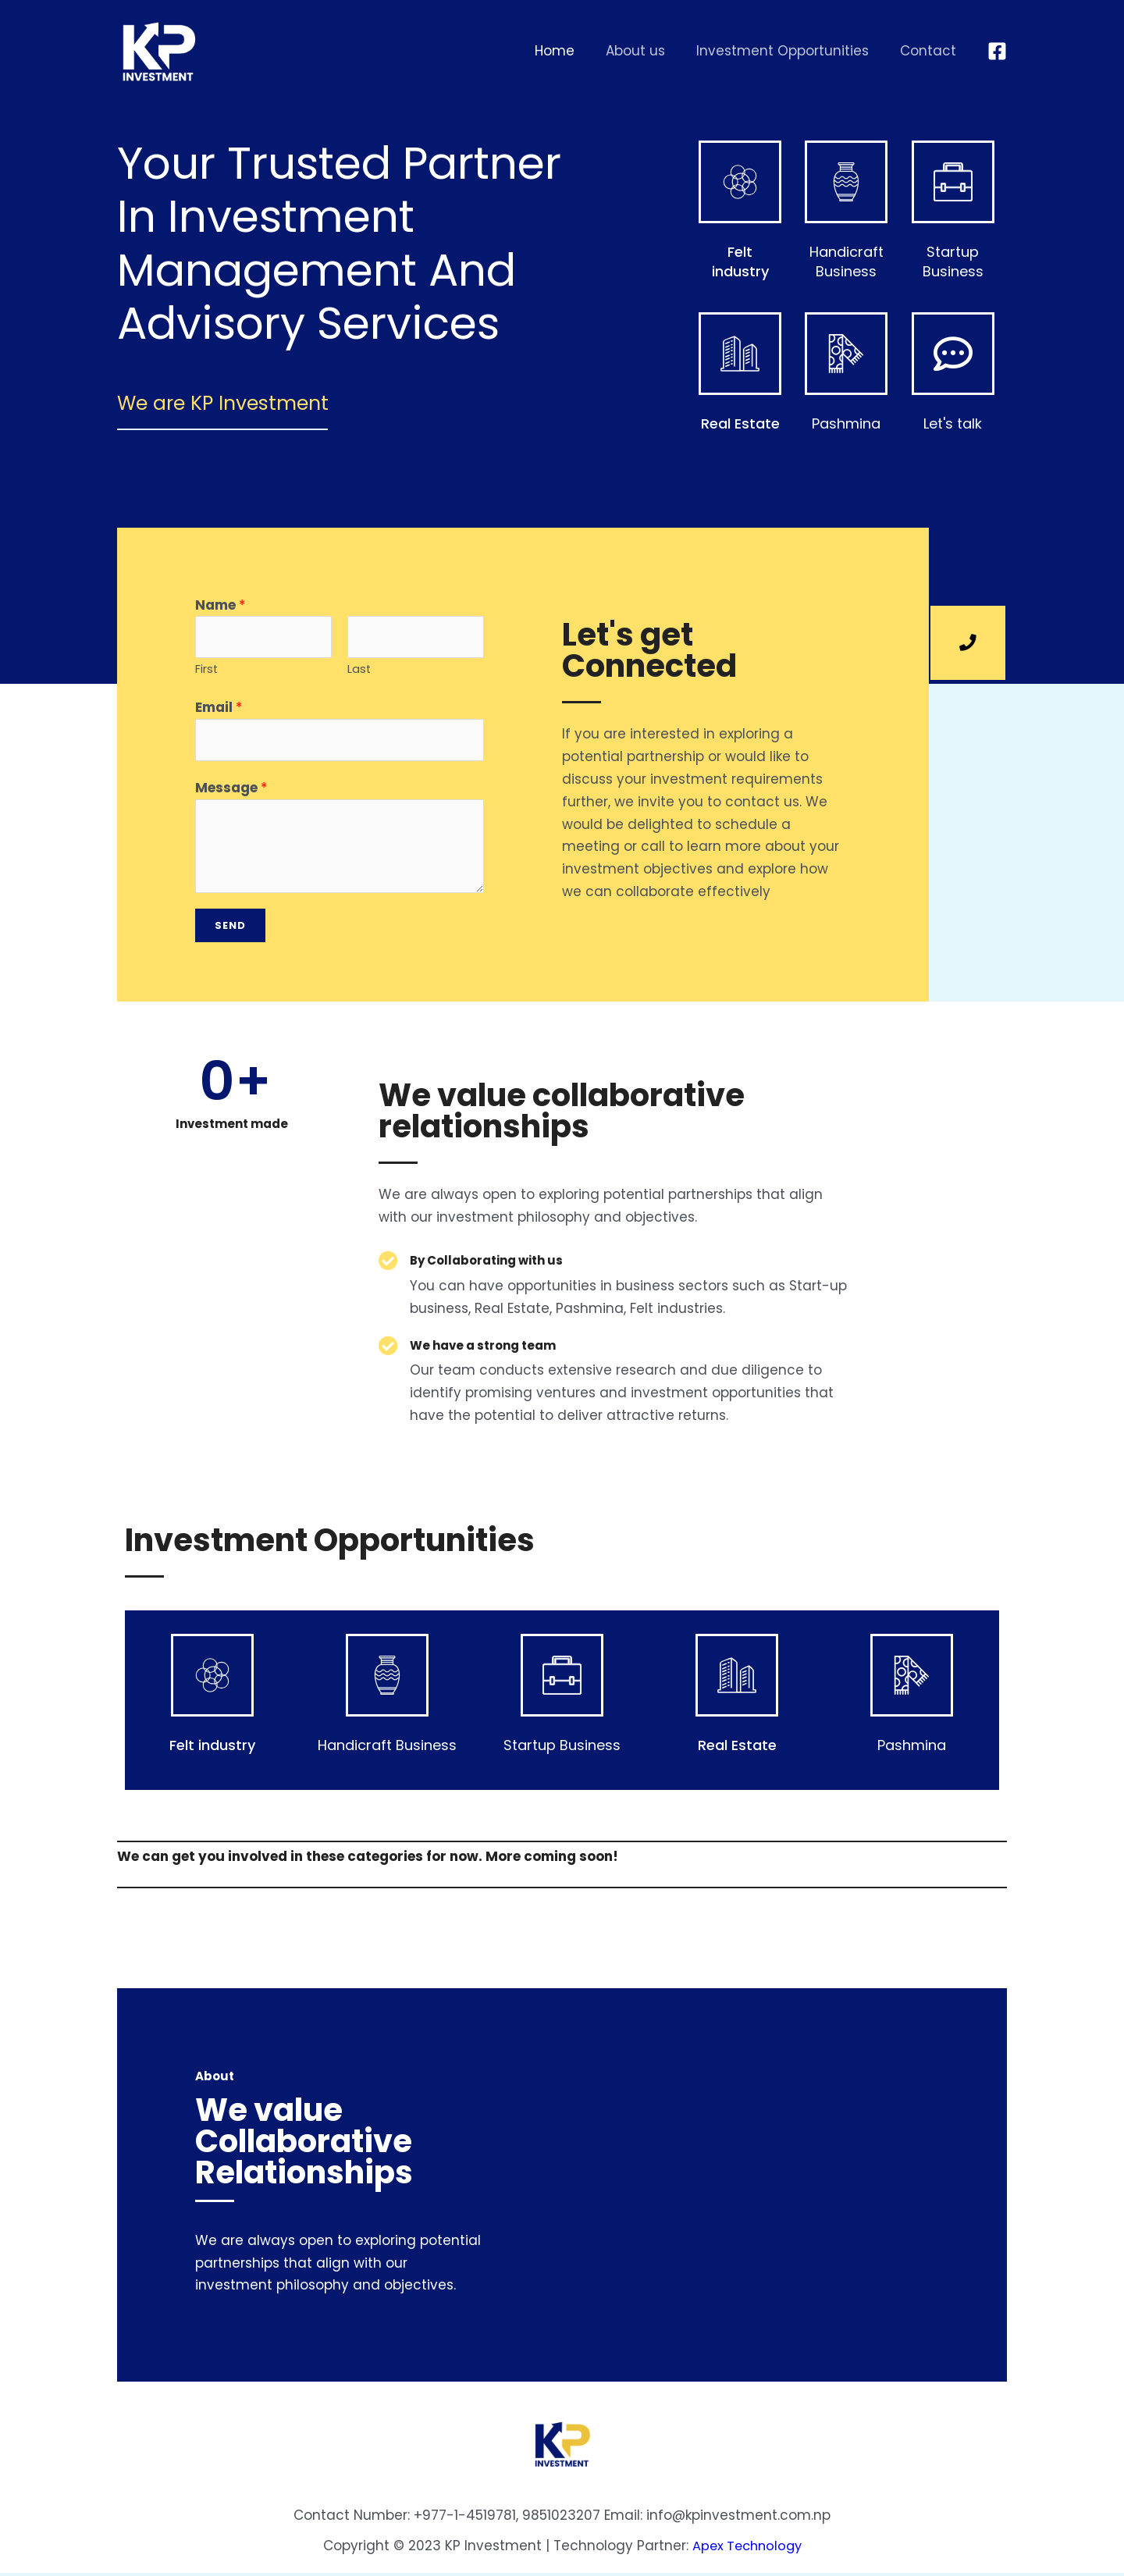 KP
INVESTMENT
Home About us Investment Opportunities Contact
Your Trusted Partner
In Investment
Management And
Advisory Services
We are KP Investment
Felt
industry
Handicraft
Business
Startup
Business
Real Estate
Pashmina
Let's talk
Name *
First
Last
Email *
Message *
SEND
Let's get
Connected
If you are interested in exploring a
potential partnership or would like to
discuss your investment requirements
further, we invite you to contact us. We
would be delighted to schedule a
meeting or call to learn more about your
investment objectives and explore how
we can collaborate effectively
0+
Investment made
We value collaborative
relationships
We are always open to exploring potential partnerships that align
with our investment philosophy and objectives.
By Collaborating with us
You can have opportunities in business sectors such as Start-up
business, Real Estate, Pashmina, Felt industries.
We have a strong team
Our team conducts extensive research and due diligence to
identify promising ventures and investment opportunities that
have the potential to deliver attractive returns.
Investment Opportunities
Felt industry
Handicraft Business
Startup Business
Real Estate
Pashmina
We can get you involved in these categories for now. More coming soon!
About
We value
Collaborative
Relationships
We are always open to exploring potential
partnerships that align with our
investment philosophy and objectives.
KP
INVESTMENT
Contact Number: +977-1-4519781, 9851023207 Email: info@kpinvestment.com.np
Copyright © 2023 KP Investment | Technology Partner: Apex Technology